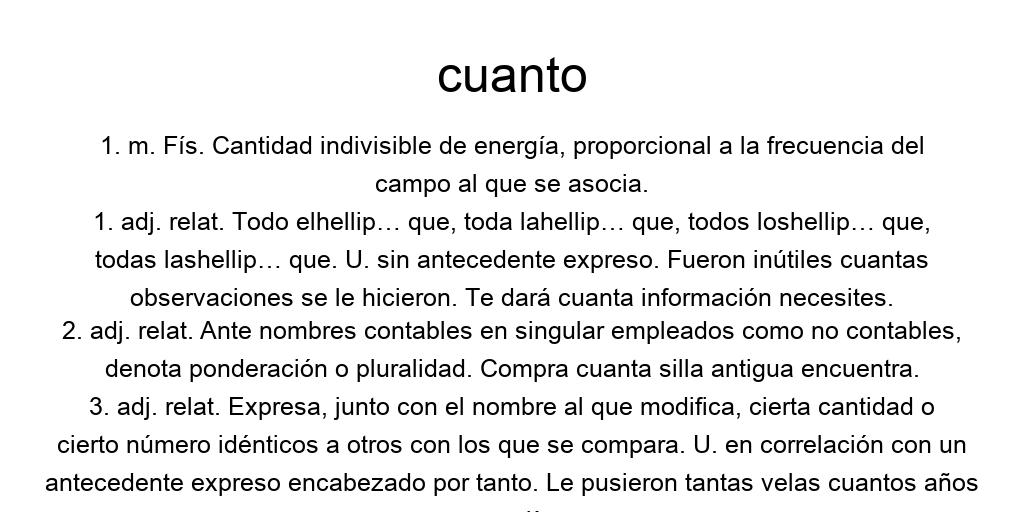 cuanto
1. m. Fís. Cantidad indivisible de energía, proporcional a la frecuencia del
campo al que se asocia.
1. adj. relat. Todo elhellip… que, toda lahellip… que, todos loshellip… que,
todas lashellip… que. U. sin antecedente expreso. Fueron inútiles cuantas
observaciones se le hicieron. Te dará cuanta información necesites.
2. adj. relat. Ante nombres contables en singular empleados como no contables,
denota ponderación o pluralidad. Compra cuanta silla antigua encuentra.
3. adj. relat. Expresa, junto con el nombre al que modifica, cierta cantidad o
cierto número idénticos a otros con los que se compara. U. en correlación con un
antecedente expreso encabezado por tanto. Le pusieron tantas velas cuantos años